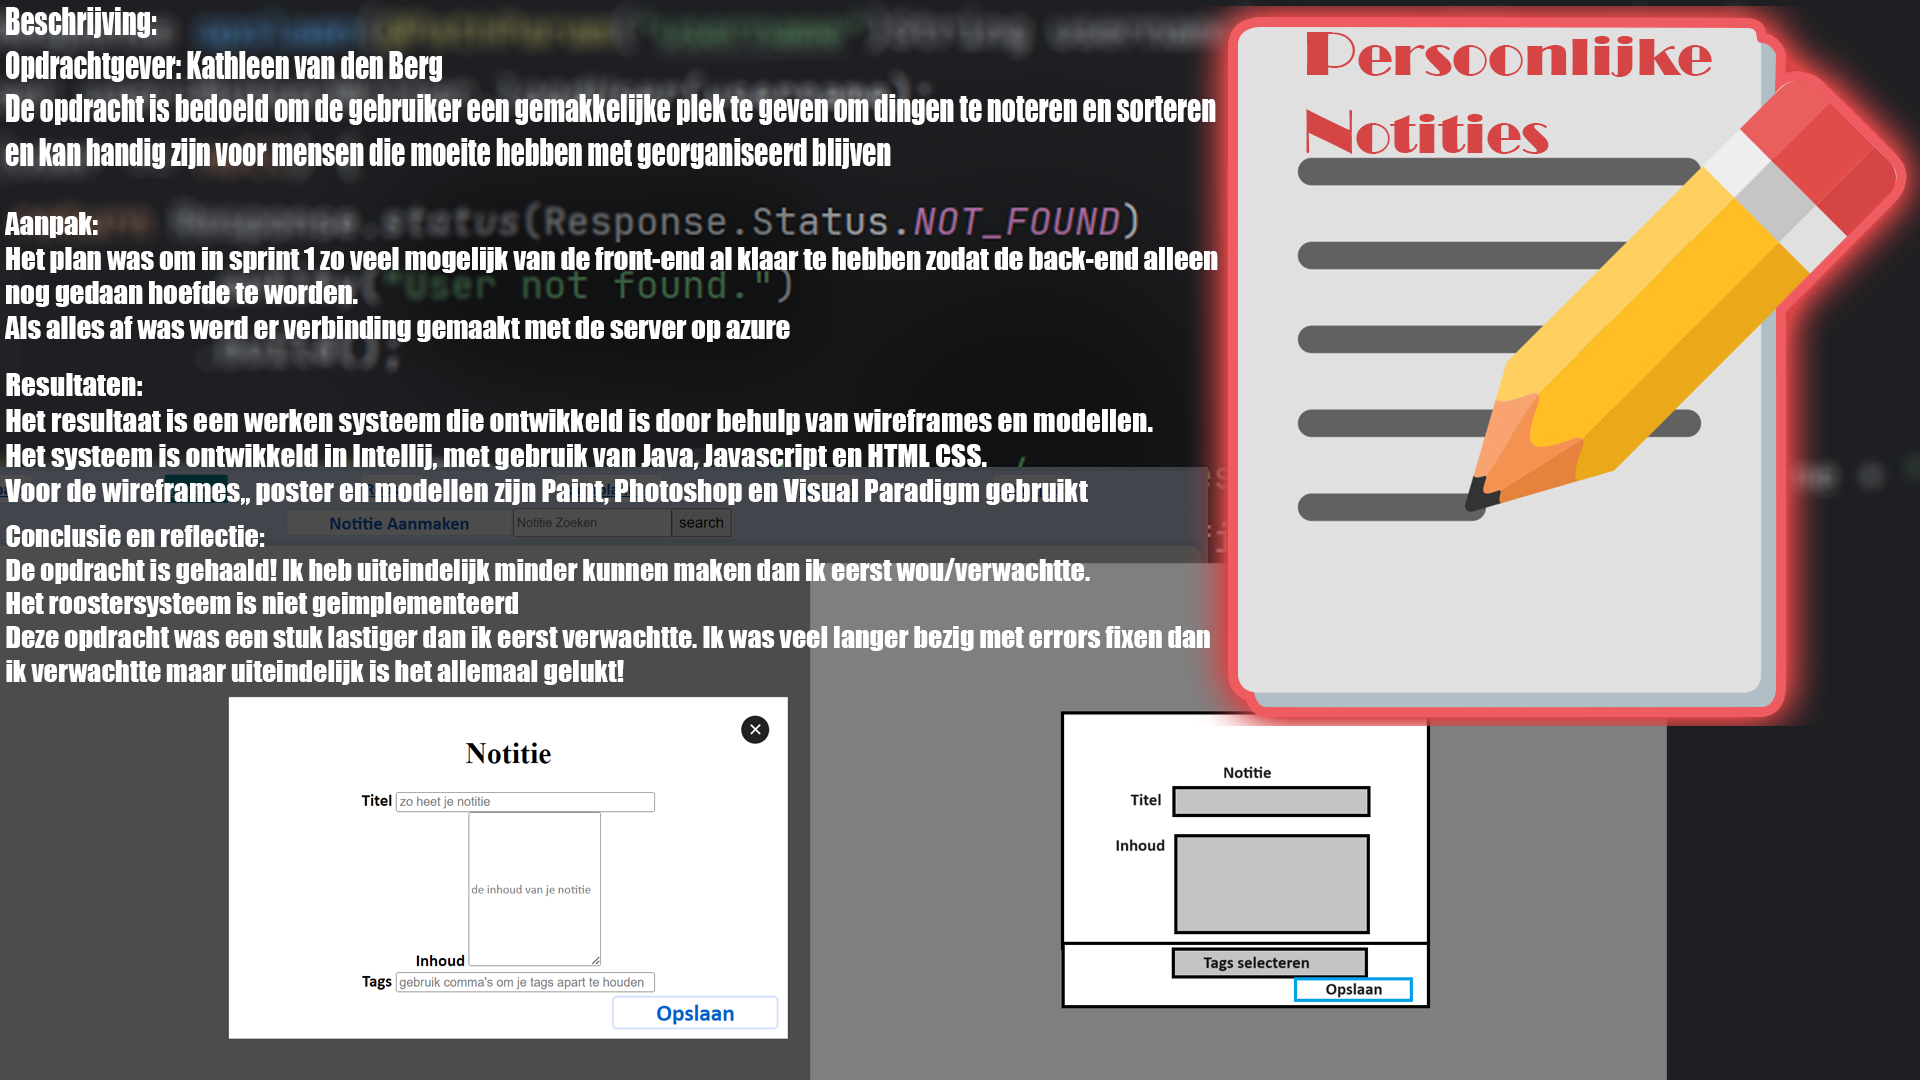 Beschrijving:
Opdrachtgever: Kathleen van den Berg
De opdracht is bedoeld om de gebruiker een gemakkelijke plek te geven om dingen te noteren en sorteren
en kan handig zijn voor mensen die moeite hebben met georganiseerd blijven
Response.status(Response.Status.NOT_FOUND)
Aanpak:
Het plan was om in sprint 1 zo veel mogelijk van de front-end al klaar te hebben zodat de back-end alleen
nog gedaan hoefde te worden.
("User not found.")
Als alles af was werd er verbinding gemaakt met de server op azure
Resultaten:
Het resultaat is een werken systeem die ontwikkeld is door behulp van wireframes en modellen.
Het systeem is ontwikkeld in Intellij, met gebruik van Java, Javascript en HTML CSS.
Voor de wireframes,, poster en modellen zijn Paint, Photoshop en Visual Paradigm gebruikt
Notitie Aanmaken Notitie Zoeken search
Conclusie en reflectie:
De opdracht is gehaald! Ik heb uiteindelijk minder kunnen maken dan ik eerst wou/verwachtte.
Het roostersysteem is niet geimplementeerd
Deze opdracht was een stuk lastiger dan ik eerst verwachtte. Ik was veel langer bezig met errors fixen dan
ik verwachtte maar uiteindelijk is het allemaal gelukt!
Persoonlijke
Notities
Notitie
Titel zo heet je notitie
de inhoud van je notitie
Inhoud
Tags gebruik comma's om je tags apart te houden
Opslaan
Notitie
Titel
Inhoud
Tags selecteren
Opslaan